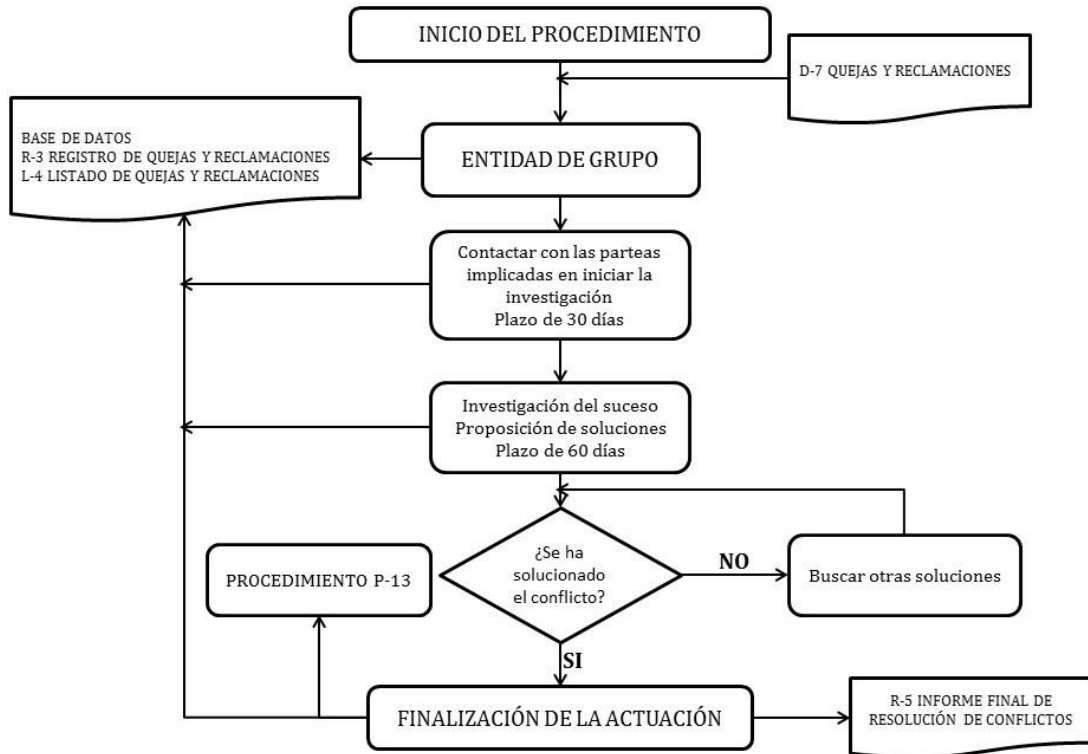 INICIO DEL PROCEDIMIENTO
D-7 QUEJAS Y RECLAMACIONES
BASE DE DATOS
R-3 REGISTRO DE QUEJAS Y RECLAMACIONES
L-4 LISTADO DE QUEJAS Y RECLAMACIONES
ENTIDAD DE GRUPO
Contactar con las parteas
implicadas en iniciar la
investigación
Plazo de 30 días
Investigación del suceso
Proposición de soluciones
Plazo de 60 días
PROCEDIMIENTO P-13
¿Se ha
solucionado
el conflicto?
NO
Buscar otras soluciones
SI
FINALIZACIÓN DE LA ACTUACIÓN
R-5 INFORME FINAL DE
RESOLUCIÓN DE CONFLICTOS